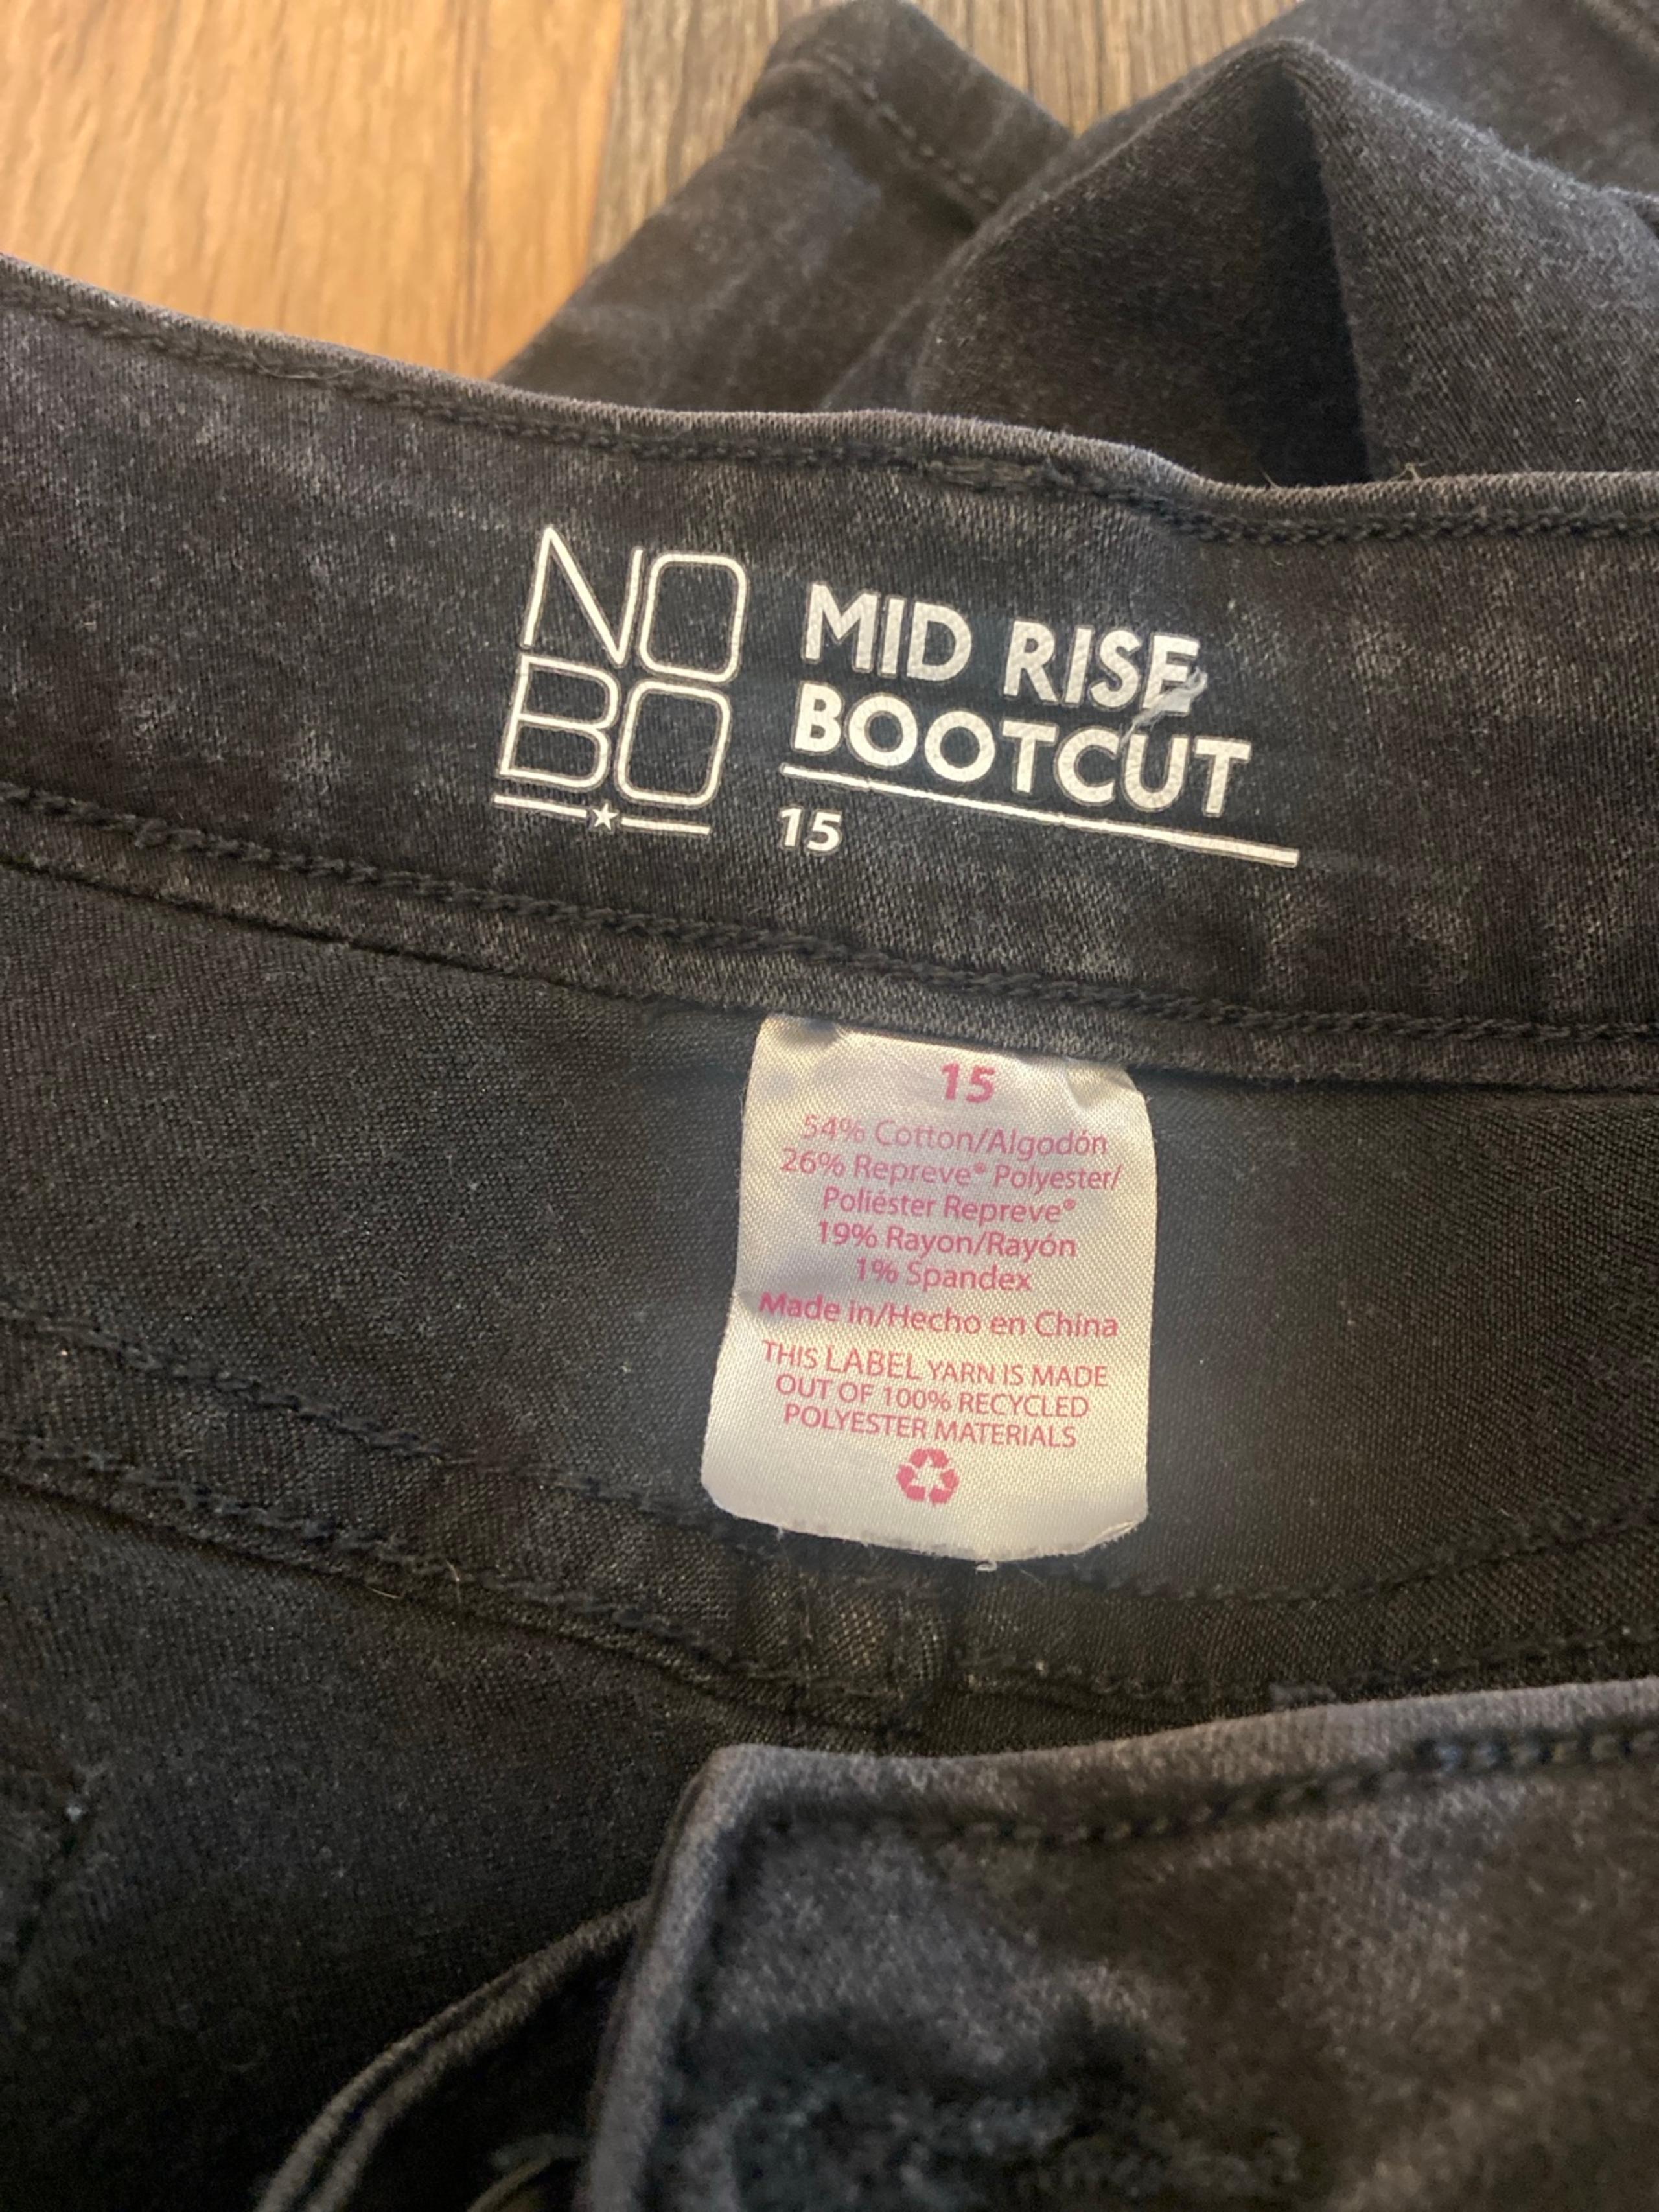 NO
BO
MID RISE
BOOTCUT
15
15
54% Cotton/Algodón
26% Repreve® Polyester/
Poliéster Repreve®
19% Rayon/Rayón
1% Spandex
Made in/Hecho en China
THIS LABEL YARN IS MADE
OUT OF 100% RECYCLED
POLYESTER MATERIALS